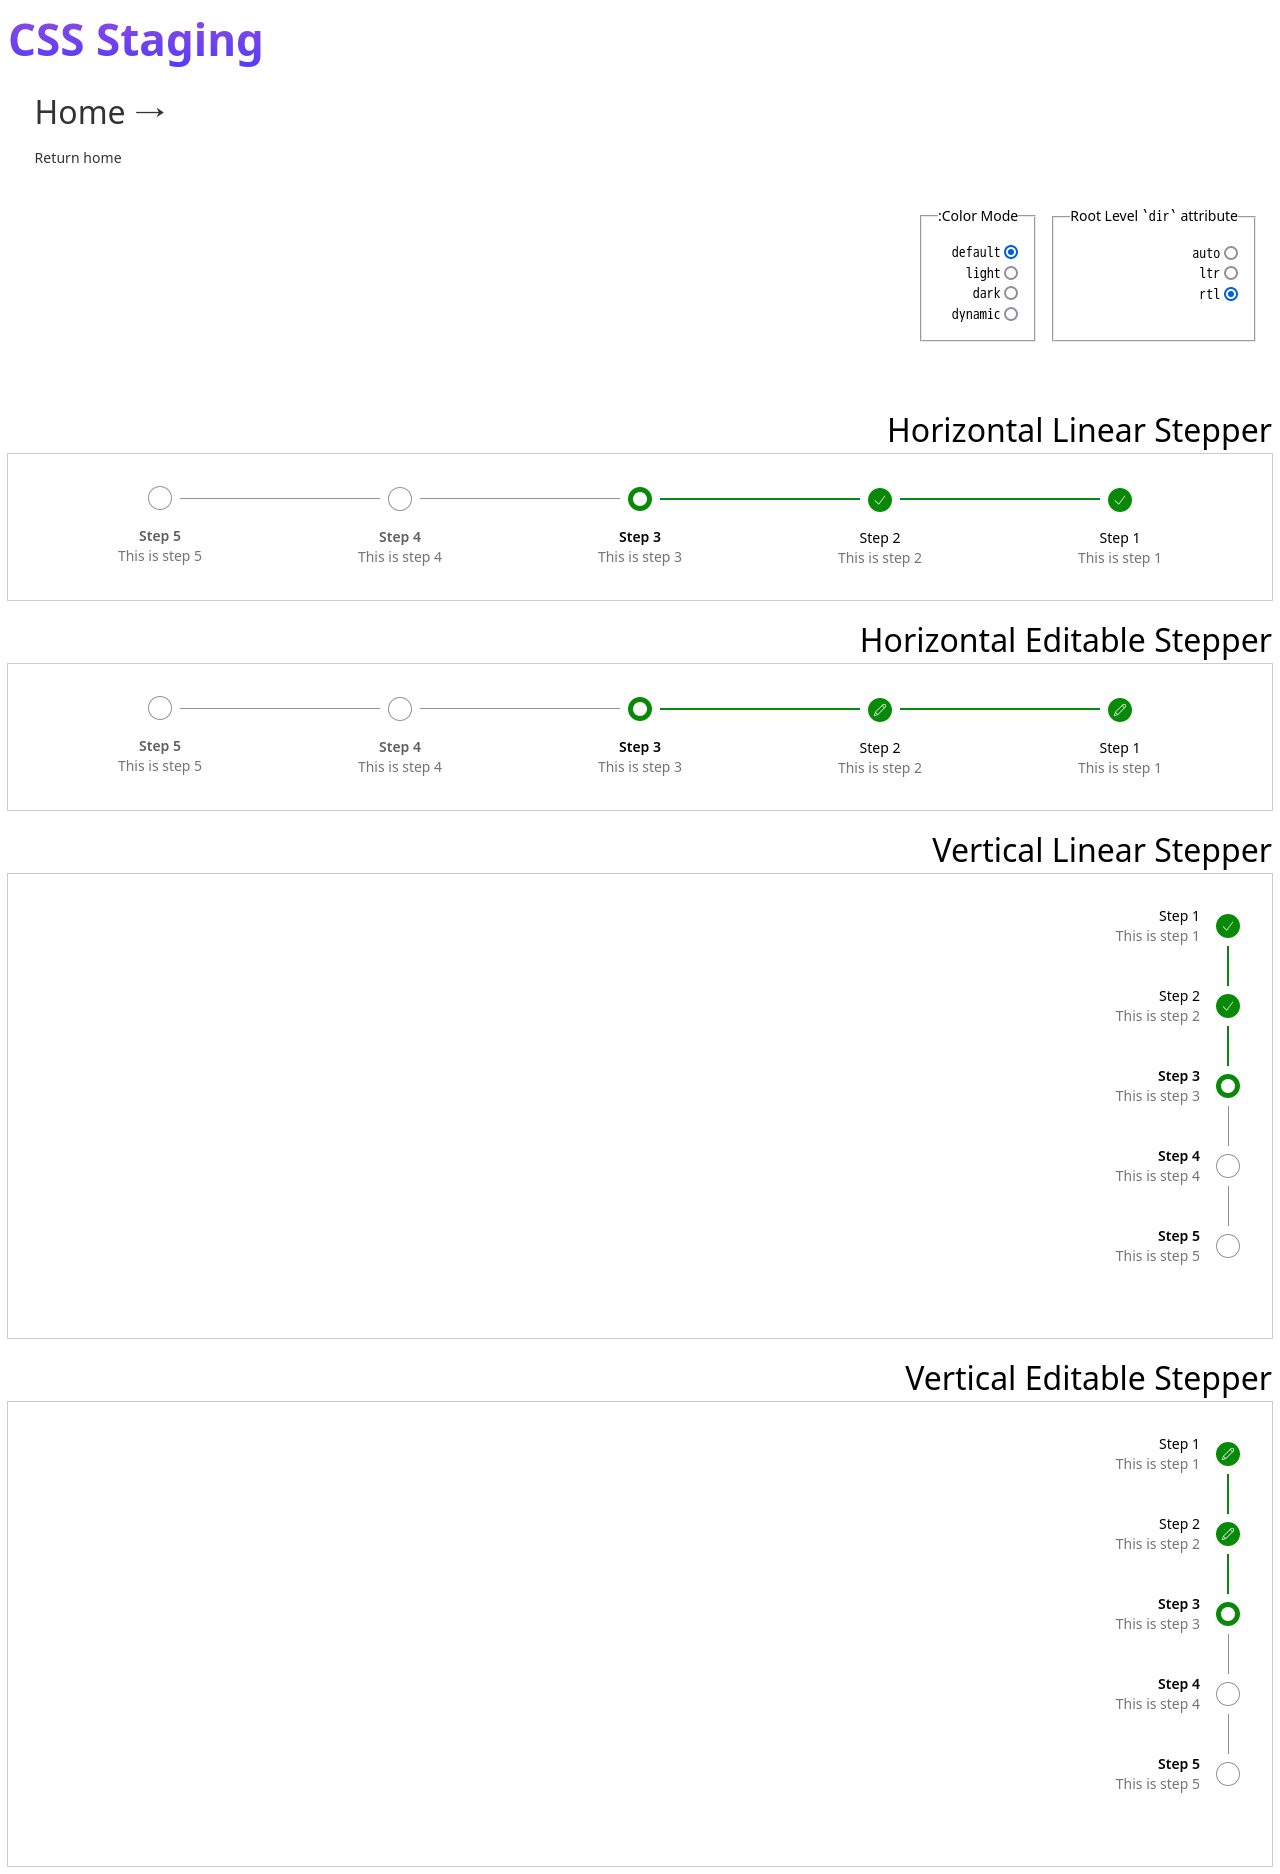 CSS Staging
Home →
Return home
:Color Mode
default
light
dark
dynamic
Root Level `dir` attribute
auto
ltr
rtl
Horizontal Linear Stepper
Step 5
This is step 5
Step 4
This is step 4
Step 3
This is step 3
Step 2
This is step 2
Step 1
This is step 1
Horizontal Editable Stepper
Step 5
This is step 5
Step 4
This is step 4
Step 3
This is step 3
Step 2
This is step 2
Step 1
This is step 1
Vertical Linear Stepper
Step 1
This is step 1
Step 2
This is step 2
Step 3
This is step 3
Step 4
This is step 4
Step 5
This is step 5
Vertical Editable Stepper
Step 1
This is step 1
Step 2
This is step 2
Step 3
This is step 3
Step 4
This is step 4
Step 5
This is step 5